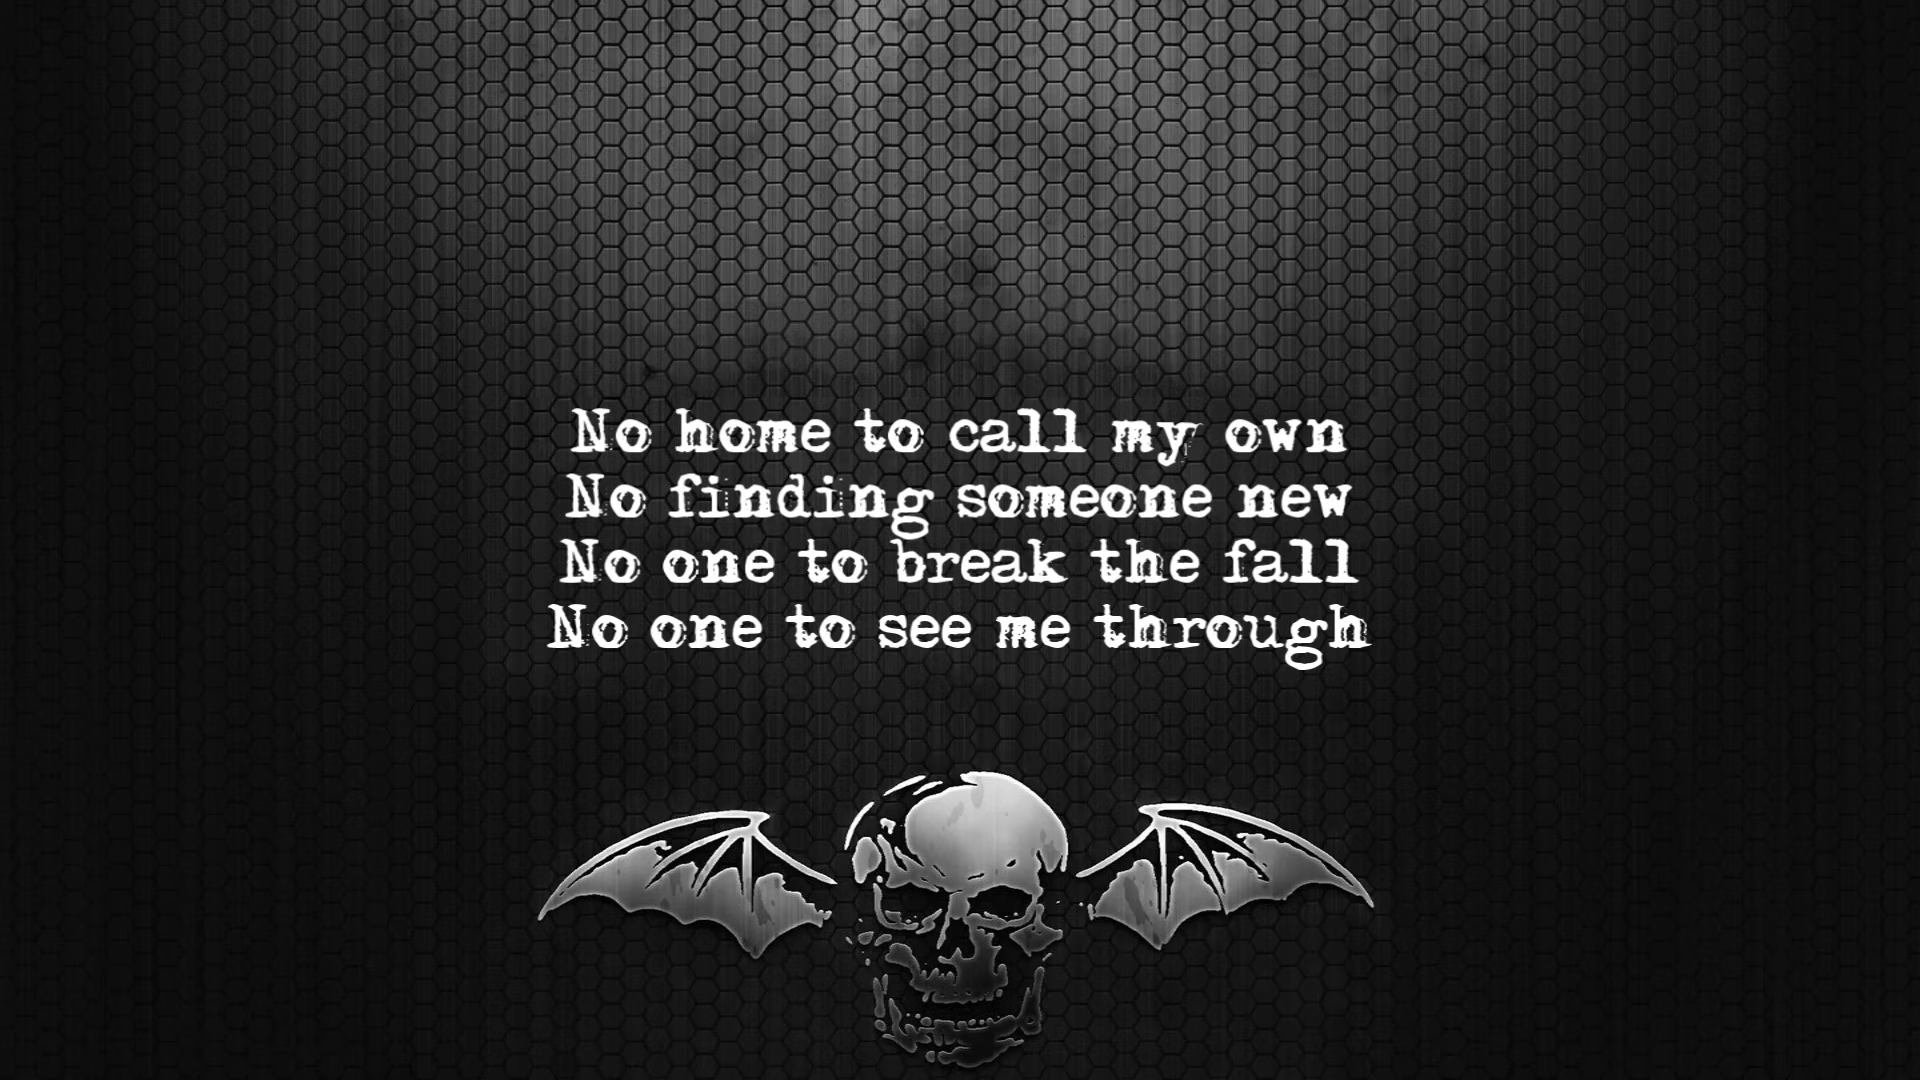 No home to call my own
No finding someone new
No one to break the fall
No one to see me through